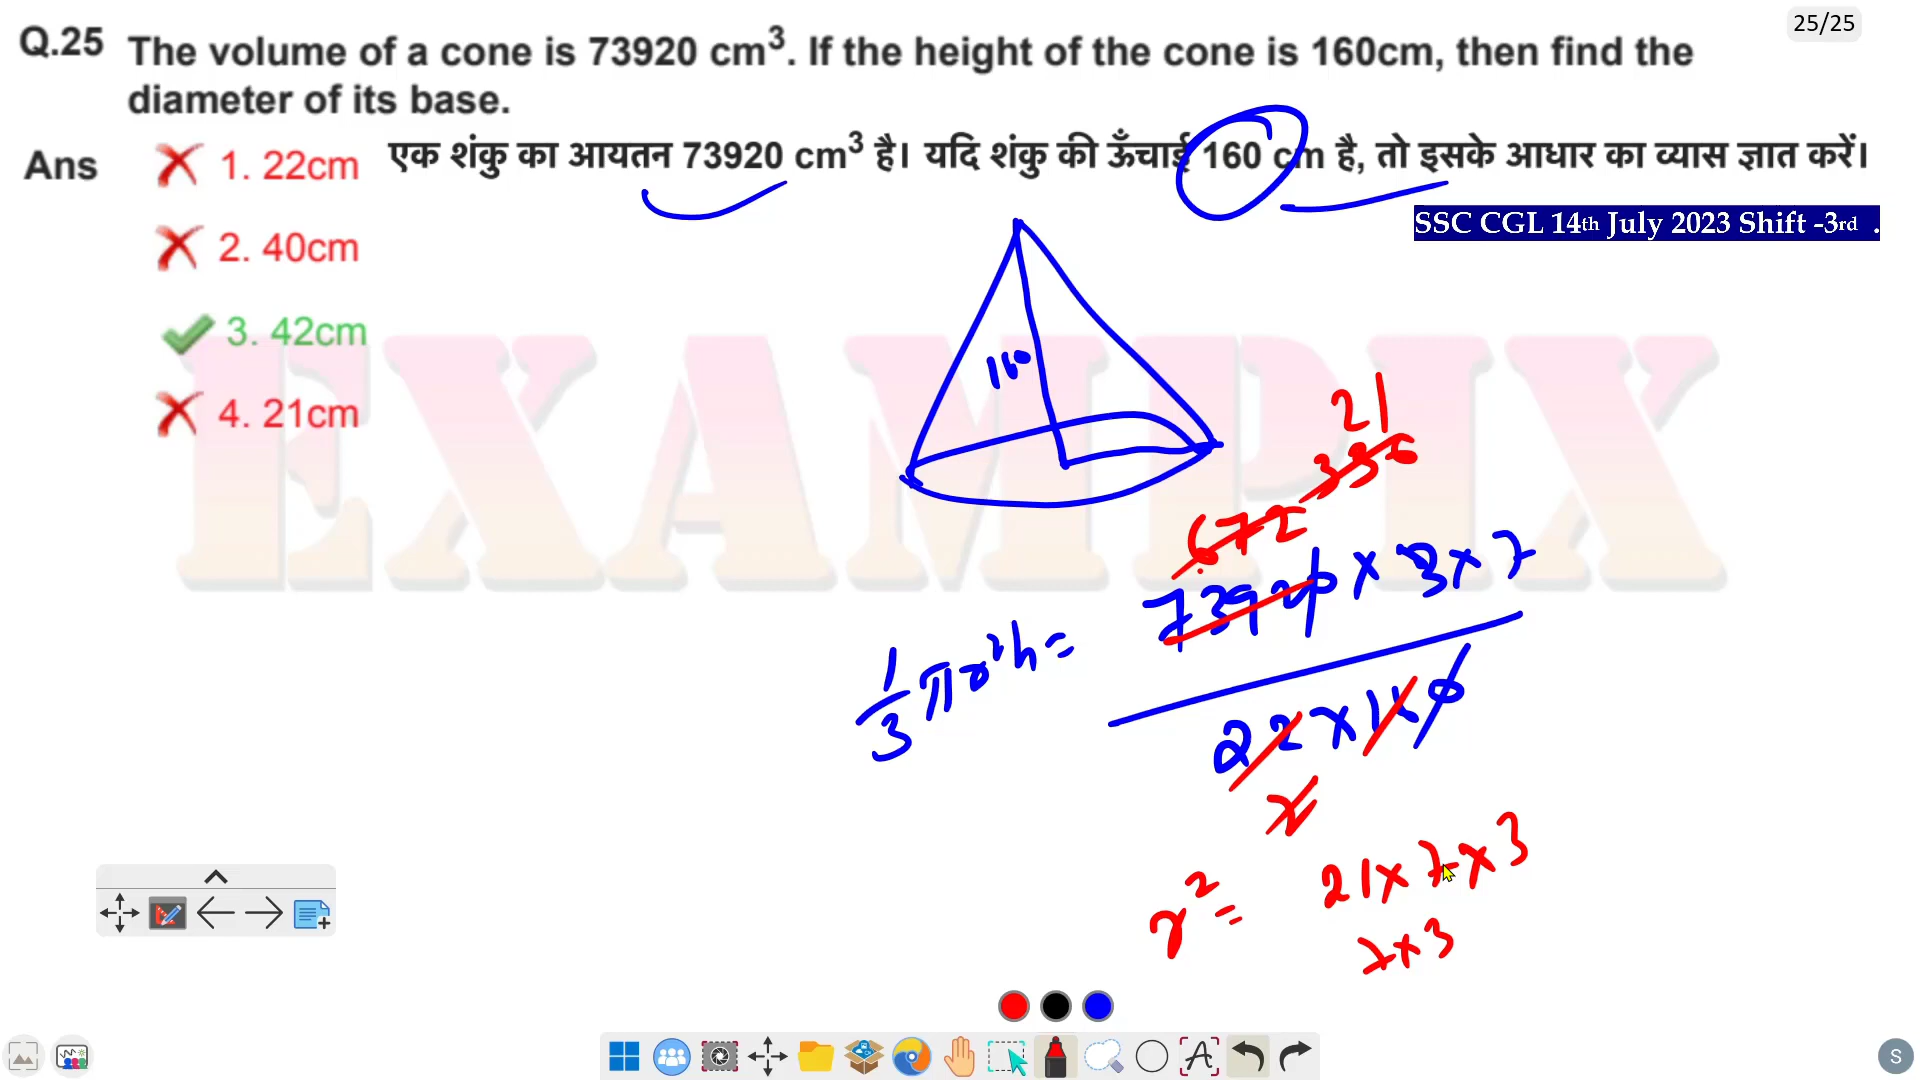 25/25
Q.25 The volume of a cone is 73920 cm³. If the height of the cone is 160cm, then find the
diameter of its base.
एक शंकु का आयतन 73920 cm³ है। यदि शंकु की ऊँचाई 160 cm है, तो इसके आधार का व्यास ज्ञात करें।
Ans 1. 22cm
SSC CGL 14th July 2023 Shift -3rd .
2. 40cm
3. 42cm
4. 21cm
EXAMPIX
160
21
336
672
73920 x 3 x 7
1/3 πr²h =
22 x 160
2
r² = 21 x 7 x 3
7 x 3
S